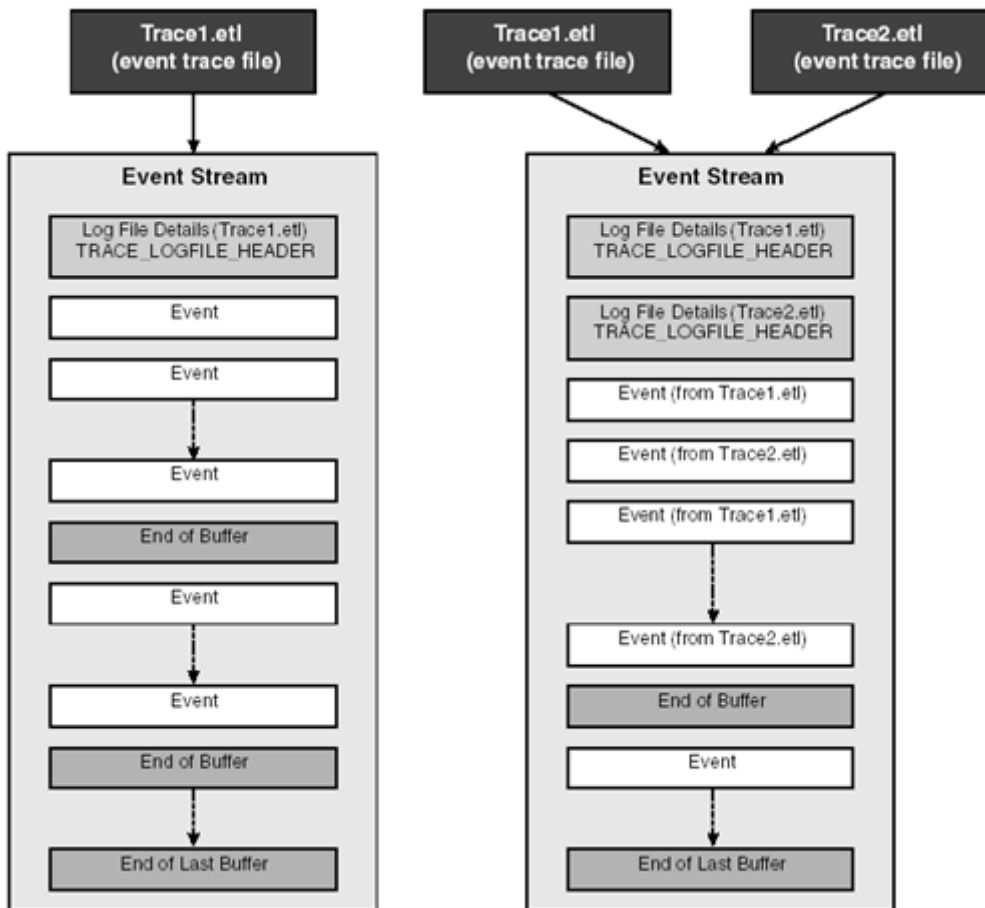 Trace1.etl
(event trace file)
Event Stream
Log File Details (Trace1.etl)
TRACE_LOGFILE_HEADER
Event
Event
Event
End of Buffer
Event
Event
End of Buffer
End of Last Buffer
Trace1.etl
(event trace file)
Trace2.etl
(event trace file)
Event Stream
Log File Details (Trace1.etl)
TRACE_LOGFILE_HEADER
Log File Details (Trace2.etl)
TRACE_LOGFILE_HEADER
Event (from Trace1.etl)
Event (from Trace2.etl)
Event (from Trace1.etl)
Event (from Trace2.etl)
End of Buffer
Event
End of Last Buffer